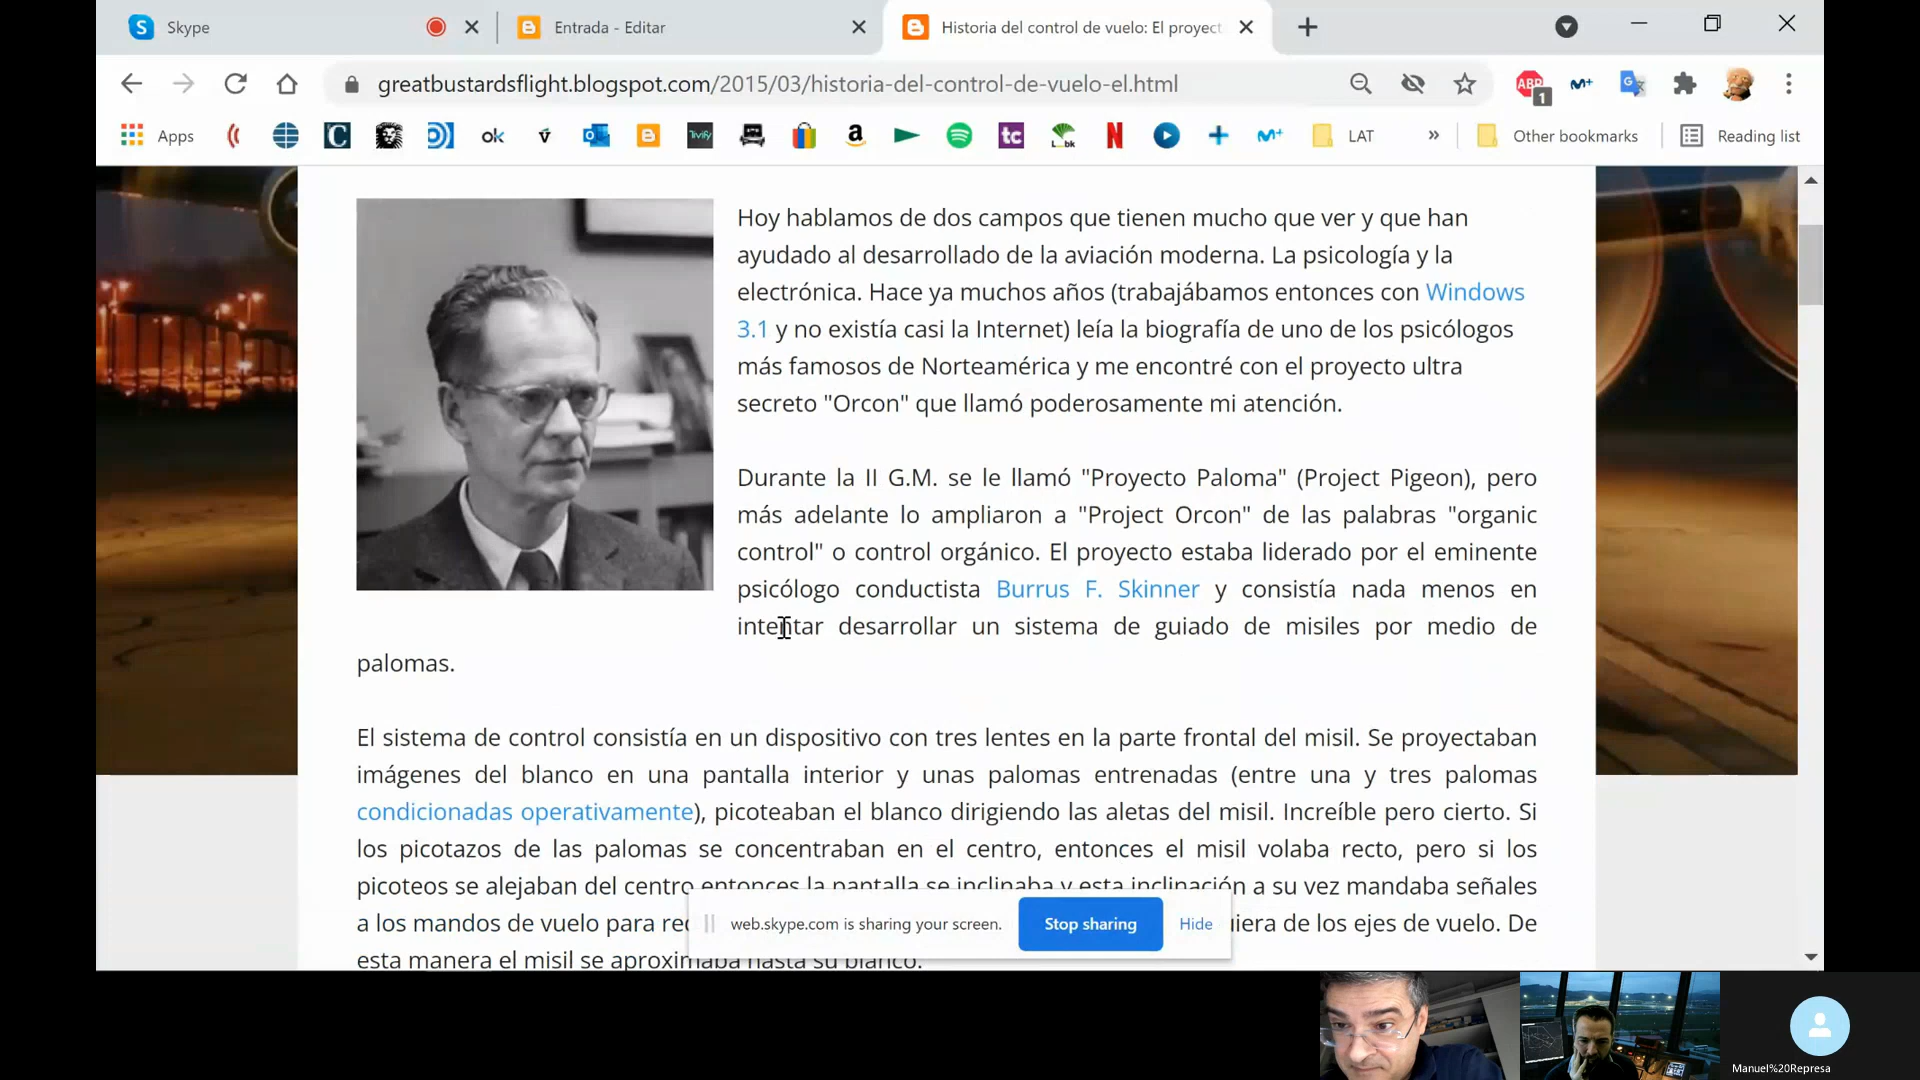 Skype
Entrada - Editar
Historia del control de vuelo: El proyect
greatbustardsflight.blogspot.com/2015/03/historia-del-control-de-vuelo-el.html
ABP
1
Apps
ok
Tivify
a
tc
L_bk
N
LAT
»
Other bookmarks
Reading list
Hoy hablamos de dos campos que tienen mucho que ver y que han
ayudado al desarrollado de la aviación moderna. La psicología y la
electrónica. Hace ya muchos años (trabajábamos entonces con Windows
3.1 y no existía casi la Internet) leía la biografía de uno de los psicólogos
más famosos de Norteamérica y me encontré con el proyecto ultra
secreto "Orcon" que llamó poderosamente mi atención.
Durante la II G.M. se le llamó "Proyecto Paloma" (Project Pigeon), pero
más adelante lo ampliaron a "Project Orcon" de las palabras "organic
control" o control orgánico. El proyecto estaba liderado por el eminente
psicólogo conductista Burrus F. Skinner y consistía nada menos en
intentar desarrollar un sistema de guiado de misiles por medio de
palomas.
El sistema de control consistía en un dispositivo con tres lentes en la parte frontal del misil. Se proyectaban
imágenes del blanco en una pantalla interior y unas palomas entrenadas (entre una y tres palomas
condicionadas operativamente), picoteaban el blanco dirigiendo las aletas del misil. Increíble pero cierto. Si
los picotazos de las palomas se concentraban en el centro, entonces el misil volaba recto, pero si los
picoteos se alejaban del centro entonces la pantalla se inclinaba y esta inclinación a su vez mandaba señales
a los mandos de vuelo para de los ejes de vuelo. De
esta manera el misil se aproximaba hasta su blanco.
web.skype.com is sharing your screen.
Stop sharing
Hide
Manuel%20Represa